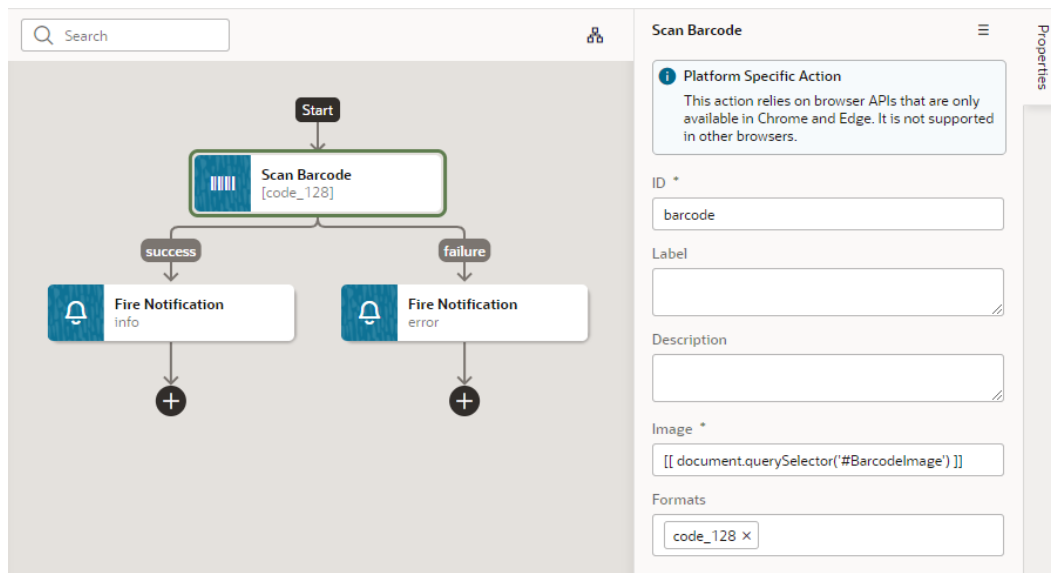 Search
Start
Scan Barcode
[code_128]
success
failure
Fire Notification
info
Fire Notification
error
Scan Barcode
Platform Specific Action
This action relies on browser APIs that are only
available in Chrome and Edge. It is not supported
in other browsers.
ID *
barcode
Label
Description
Image *
[[ document.querySelector('#BarcodeImage') ]]
Formats
code_128 ×
Properties